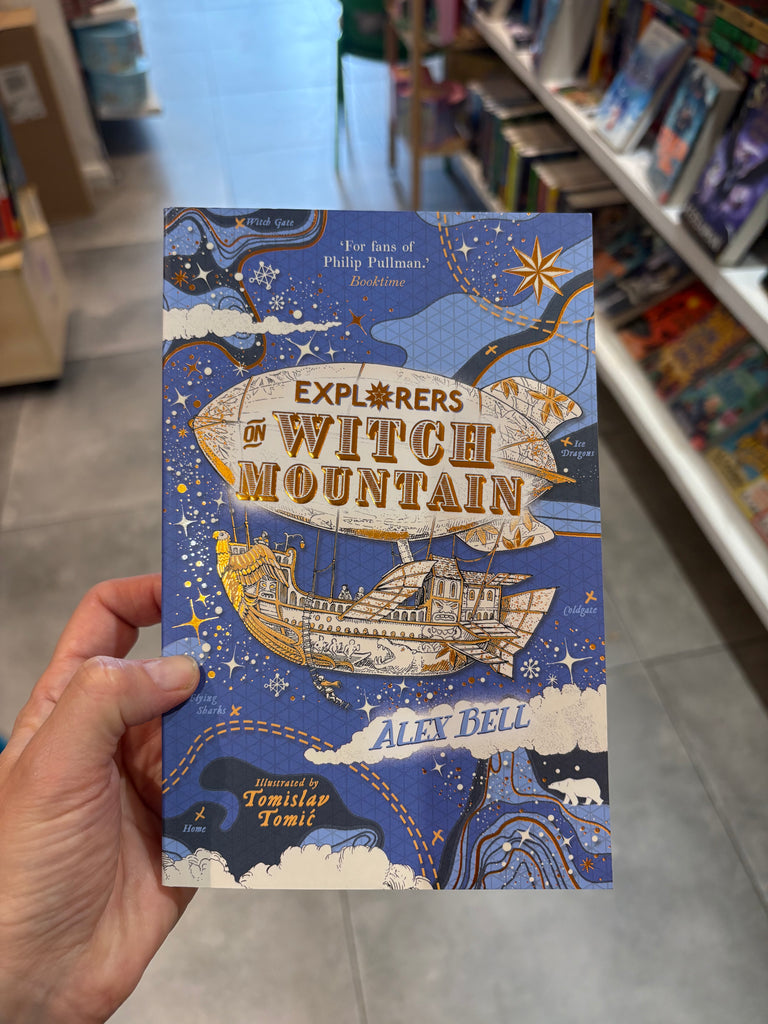 Witch Gate
'For fans of
Philip Pullman.'
Booktime
EXPLORERS
ON WITCH
MOUNTAIN
Ice
Dragons
Coldgate
Flying
Sharks
ALEX BELL
Illustrated by
Tomislav
Tomić
Home